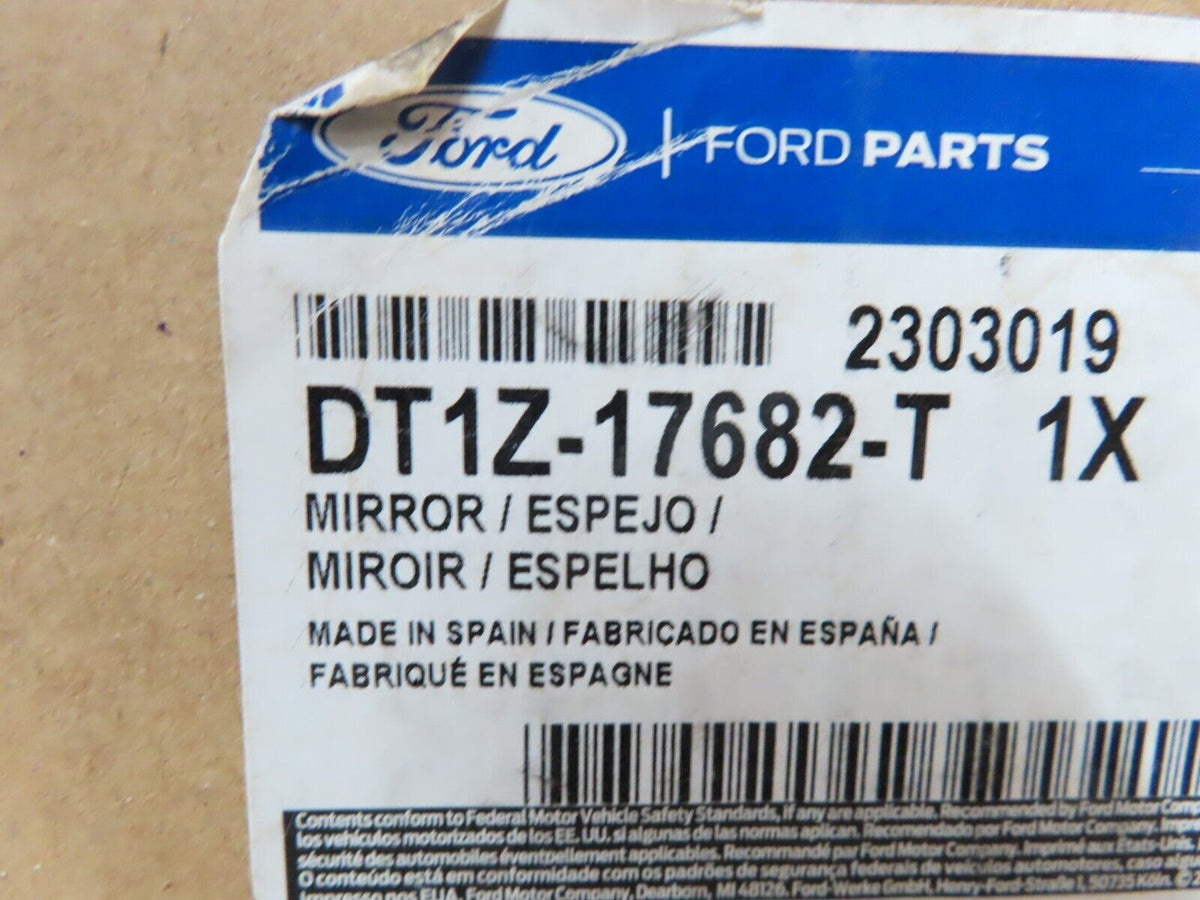 Ford FORD PARTS
2303019
DT1Z-17682-T 1X
MIRROR / ESPEJO /
MIROIR / ESPELHO
MADE IN SPAIN / FABRICADO EN ESPAÑA /
FABRIQUÉ EN ESPAGNE
Contents conform to Federal Motor Vehicle Safety Standards, if any are applicable. Recommended by Ford Motor
los vehículos motorizados de los EE. UU. si algunas de las normas aplican. Recomendado por Ford Motor Company.
sécurité des automobiles éventpellement applicables. Recommandé par Ford Motor Company. Imprimé aux États-Unis.
O conteúdo está em conformidade com os padrões de segurança federais de veículos automotores, caso
Impresso nos EUA. Ford Motor Company, Dearborn, MI 48126. Ford-Werke GmbH, Henry-Ford-Straße 1, 50735 Köln. ©